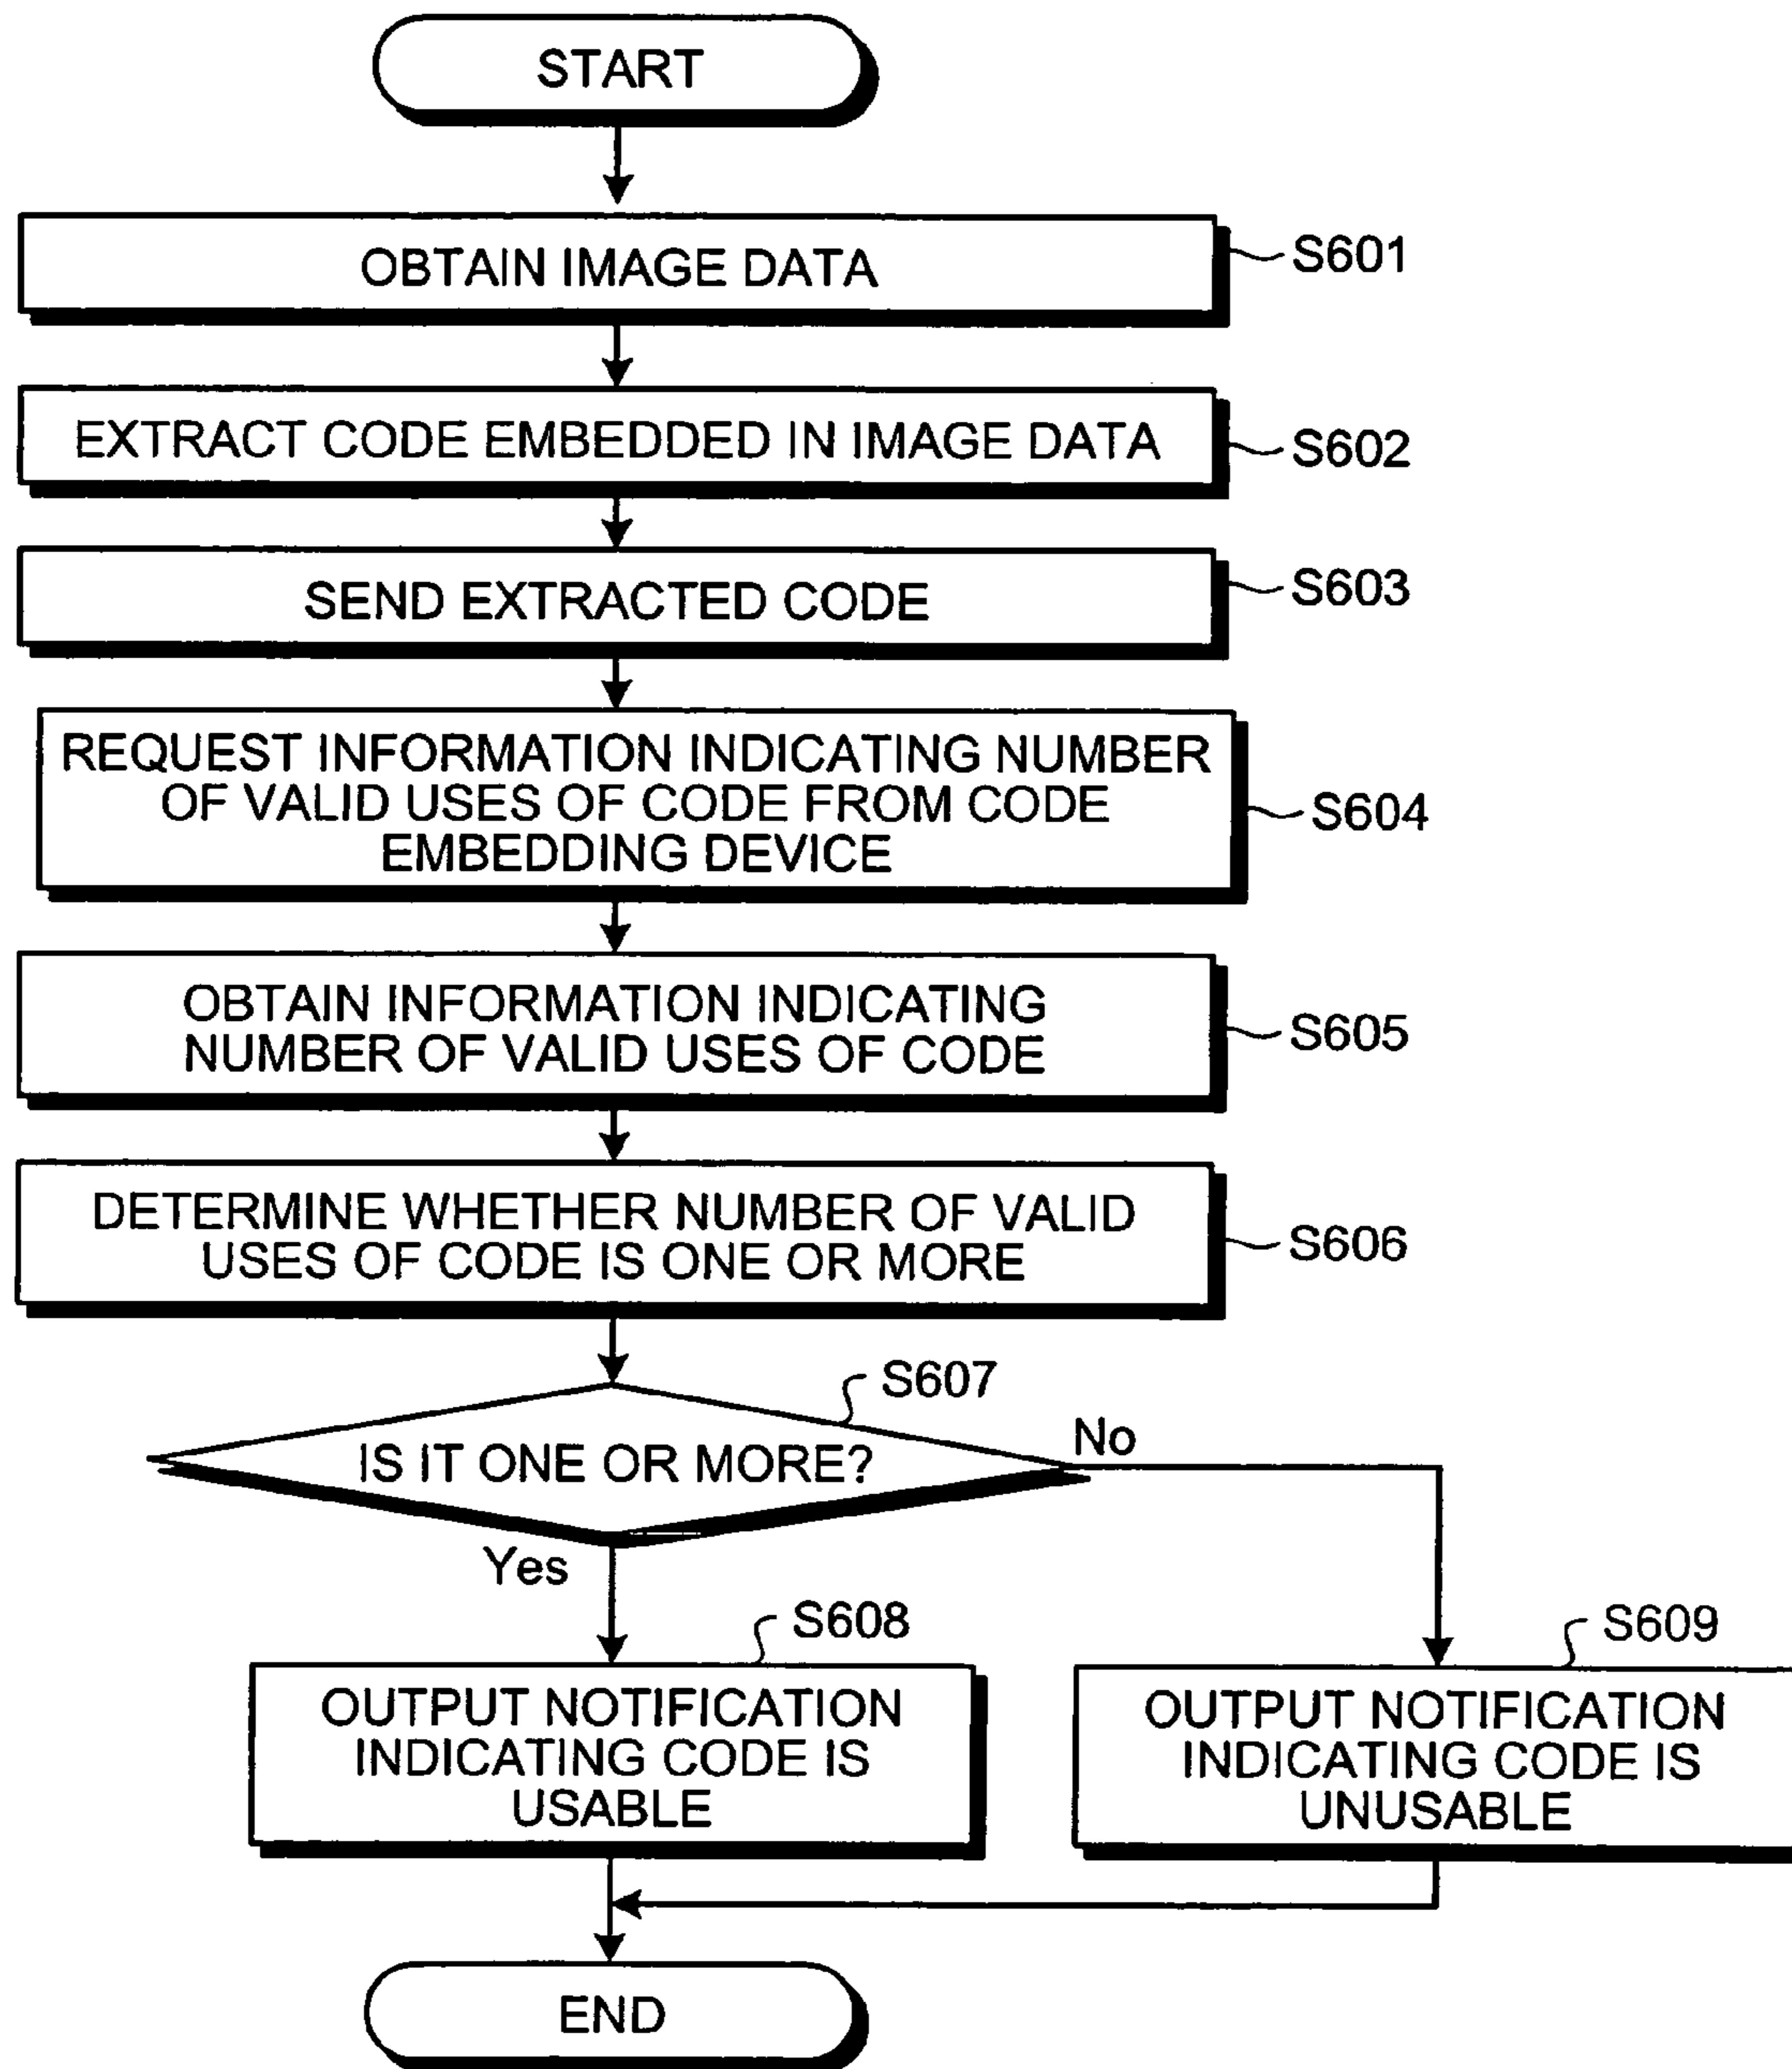 START
OBTAIN IMAGE DATA
S601
EXTRACT CODE EMBEDDED IN IMAGE DATA
S602
SEND EXTRACTED CODE
S603
REQUEST INFORMATION INDICATING NUMBER
OF VALID USES OF CODE FROM CODE
EMBEDDING DEVICE
S604
OBTAIN INFORMATION INDICATING
NUMBER OF VALID USES OF CODE
S605
DETERMINE WHETHER NUMBER OF VALID
USES OF CODE IS ONE OR MORE
S606
S607
IS IT ONE OR MORE?
No
Yes
S608
OUTPUT NOTIFICATION
INDICATING CODE IS
USABLE
S609
OUTPUT NOTIFICATION
INDICATING CODE IS
UNUSABLE
END